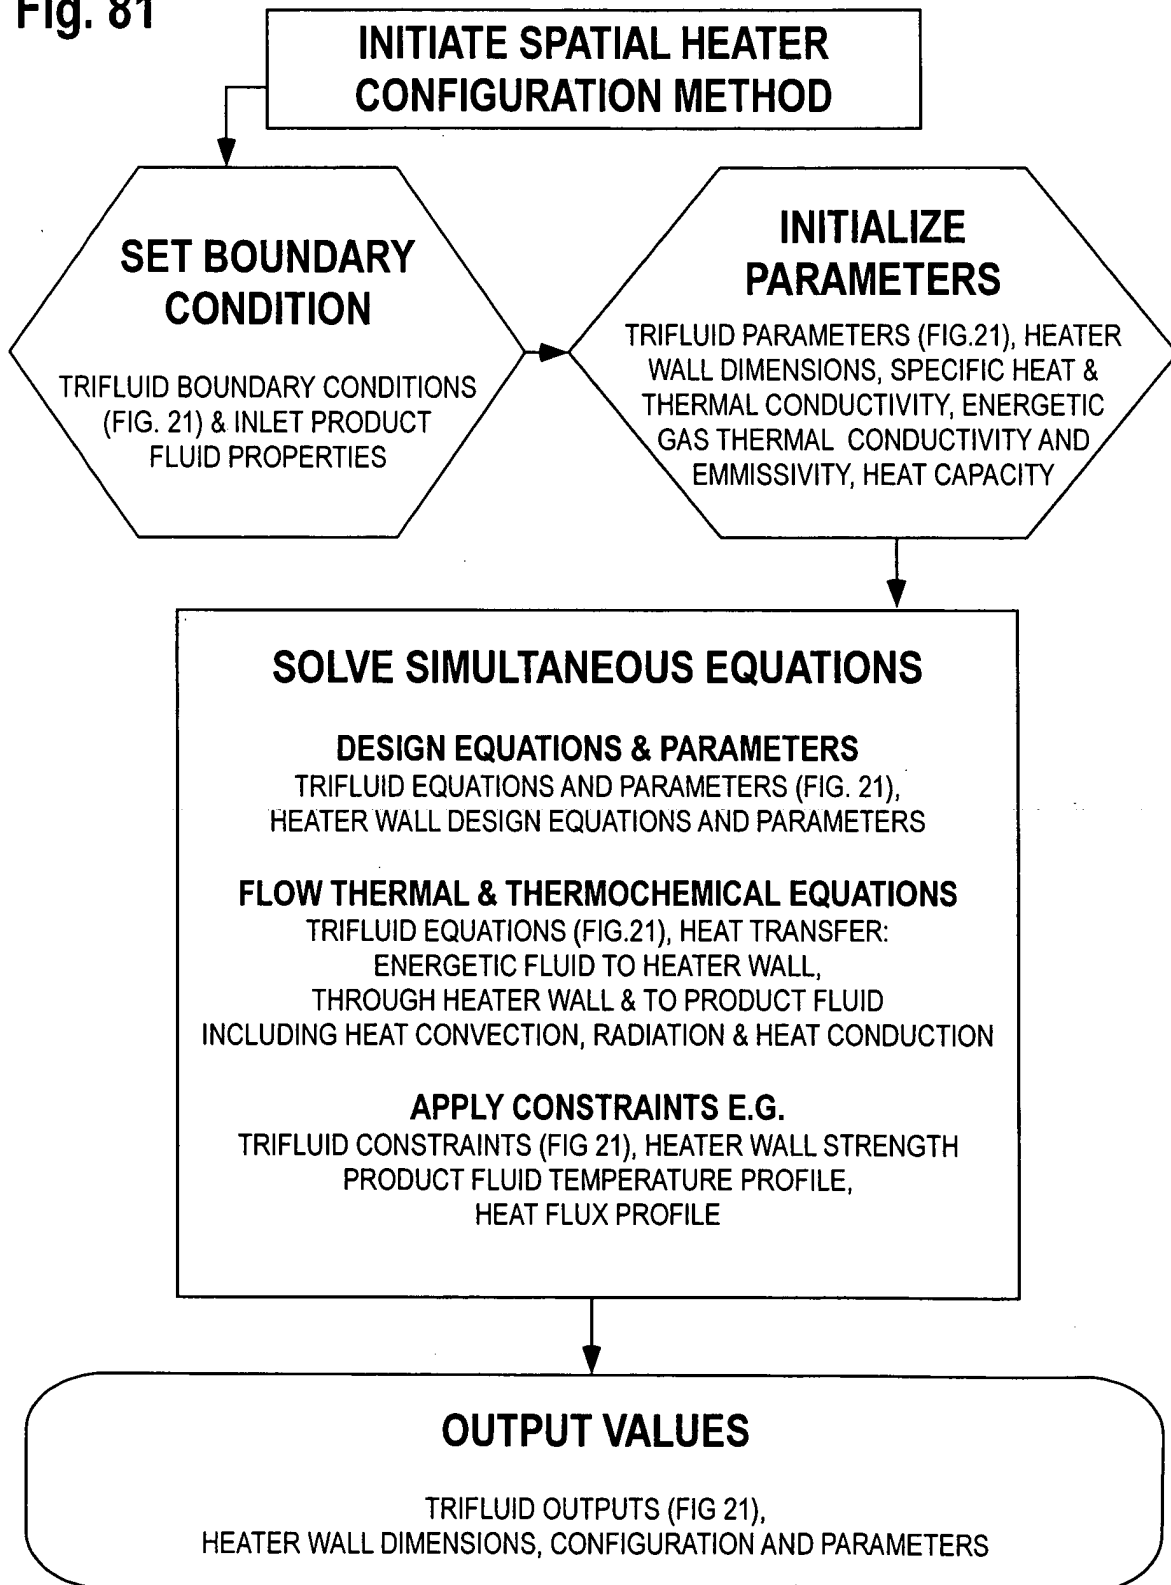 Fig. 81
INITIATE SPATIAL HEATER
CONFIGURATION METHOD
SET BOUNDARY
CONDITION
TRIFLUID BOUNDARY CONDITIONS
(FIG. 21) & INLET PRODUCT
FLUID PROPERTIES
INITIALIZE
PARAMETERS
TRIFLUID PARAMETERS (FIG.21), HEATER
WALL DIMENSIONS, SPECIFIC HEAT &
THERMAL CONDUCTIVITY, ENERGETIC
GAS THERMAL CONDUCTIVITY AND
EMMISSIVITY, HEAT CAPACITY
SOLVE SIMULTANEOUS EQUATIONS
DESIGN EQUATIONS & PARAMETERS
TRIFLUID EQUATIONS AND PARAMETERS (FIG. 21),
HEATER WALL DESIGN EQUATIONS AND PARAMETERS
FLOW THERMAL & THERMOCHEMICAL EQUATIONS
TRIFLUID EQUATIONS (FIG.21), HEAT TRANSFER:
ENERGETIC FLUID TO HEATER WALL,
THROUGH HEATER WALL & TO PRODUCT FLUID
INCLUDING HEAT CONVECTION, RADIATION & HEAT CONDUCTION
APPLY CONSTRAINTS E.G.
TRIFLUID CONSTRAINTS (FIG 21), HEATER WALL STRENGTH
PRODUCT FLUID TEMPERATURE PROFILE,
HEAT FLUX PROFILE
OUTPUT VALUES
TRIFLUID OUTPUTS (FIG 21),
HEATER WALL DIMENSIONS, CONFIGURATION AND PARAMETERS